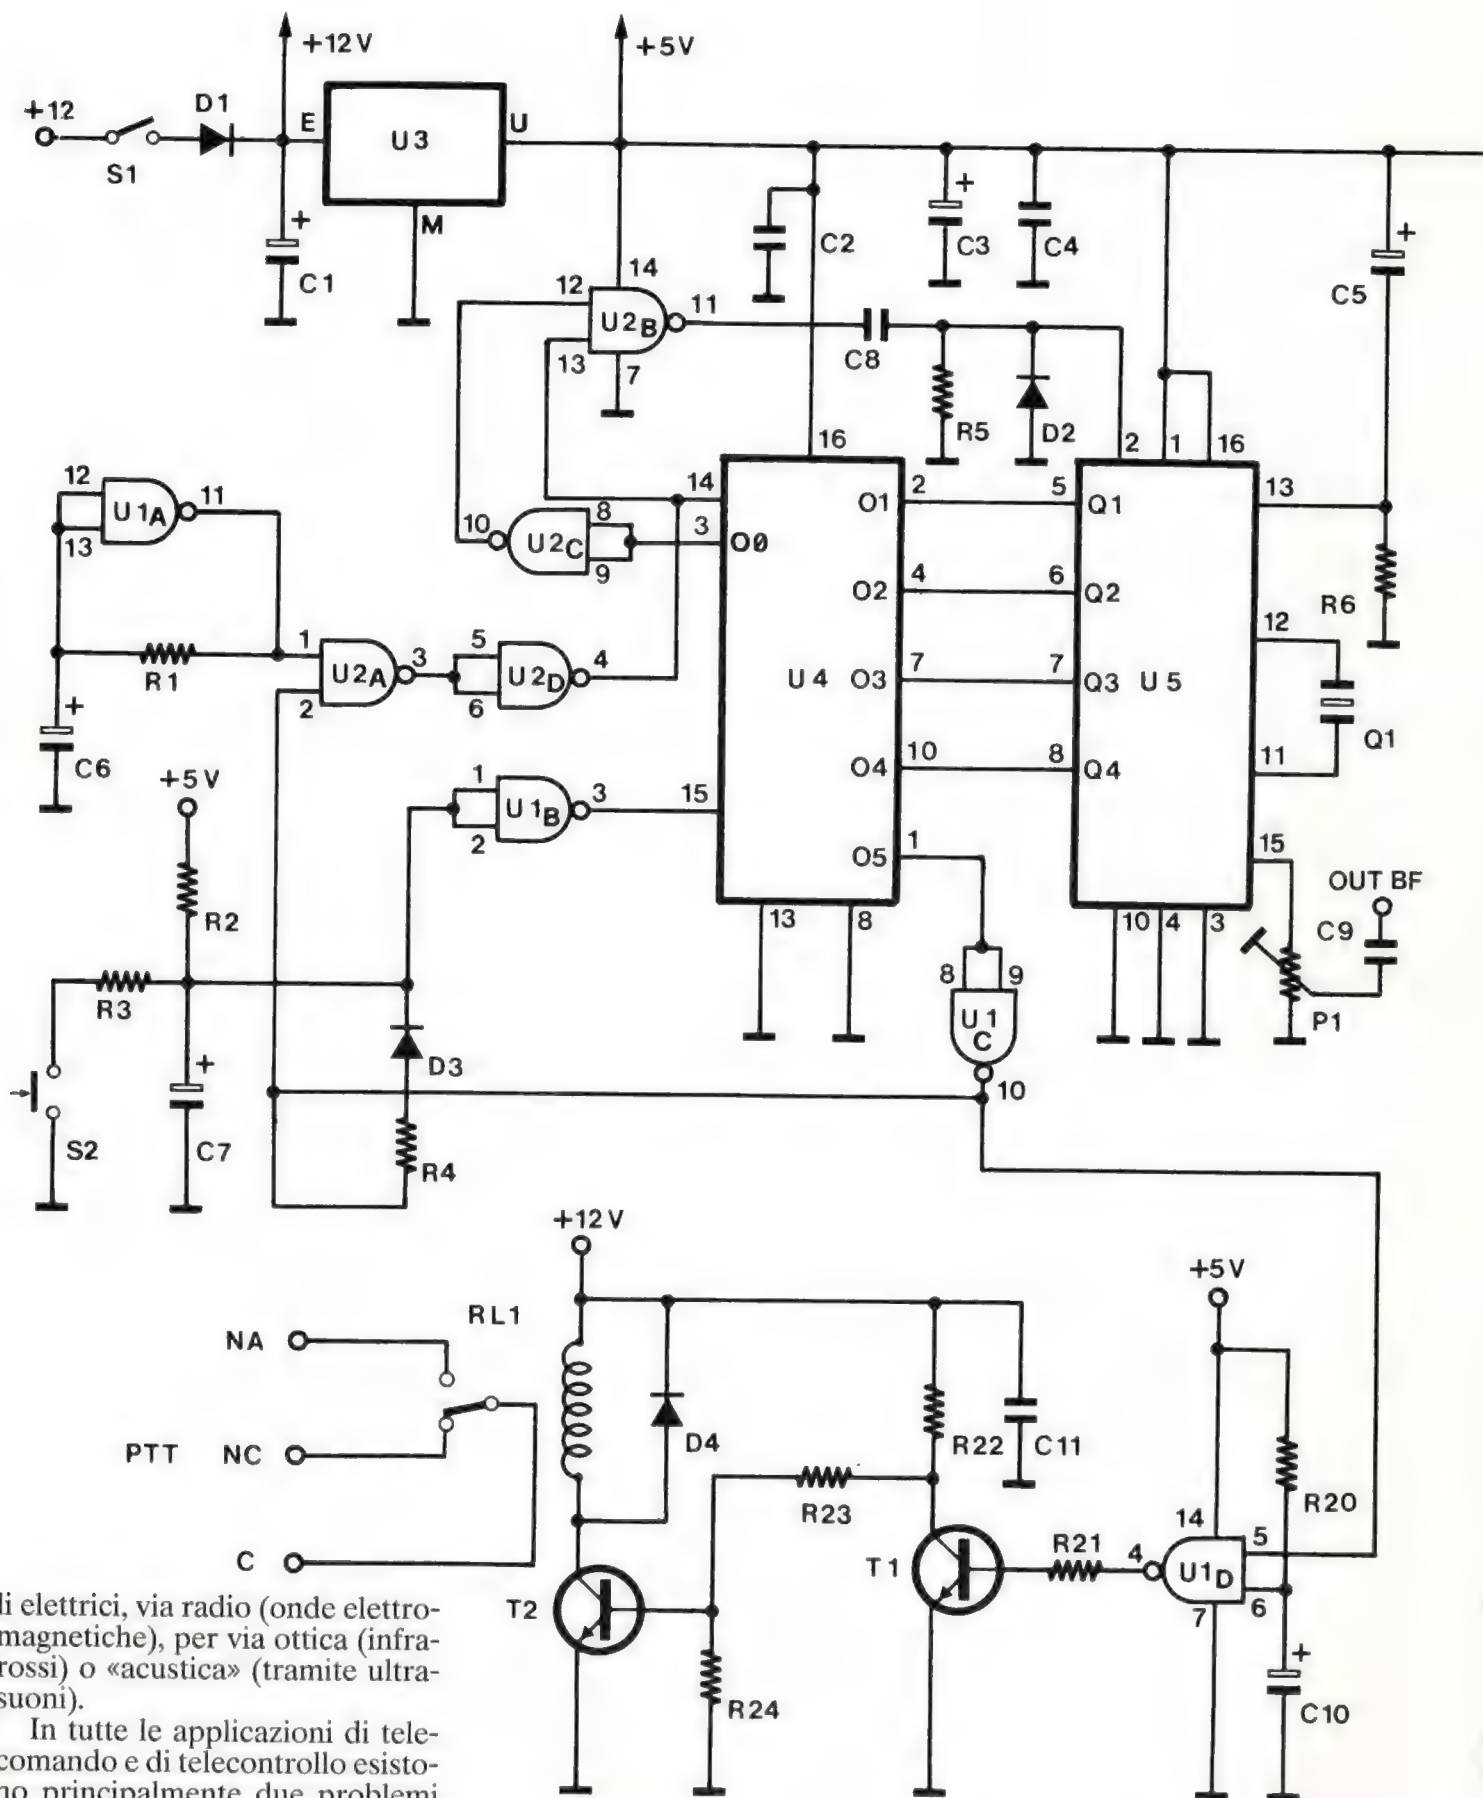 +12V
+5V
+12
D1
E
U3
U
S1
M
+
C1
C2
+
C3
C4
+
C5
12
14
U2B
11
13
7
C8
R5
D2
2
1
16
16
12
U1A
11
13
14
3
O0
10
U2C
8
9
O1
2
5
Q1
13
O2
4
6
Q2
R6
12
R1
1
U2A
3
2
5
U2D
4
6
U4
O3
7
7
Q3
U5
Q1
+
C6
+5V
O4
10
8
Q4
11
1
U1B
3
2
15
O5
1
15
OUT BF
C9
R2
13
8
10
4
3
P1
R3
8
9
U1
C
10
D3
+
C7
S2
R4
+12V
+5V
RL1
NA
PTT
NC
C
D4
R22
C11
R23
R20
T1
R21
4
14
U1D
5
6
7
T2
R24
+
C10
li elettrici, via radio (onde elettro-
magnetiche), per via ottica (infra-
rossi) o «acustica» (tramite ultra-
suoni).
In tutte le applicazioni di tele-
comando e di telecontrollo esisto-
no principalmente due problemi